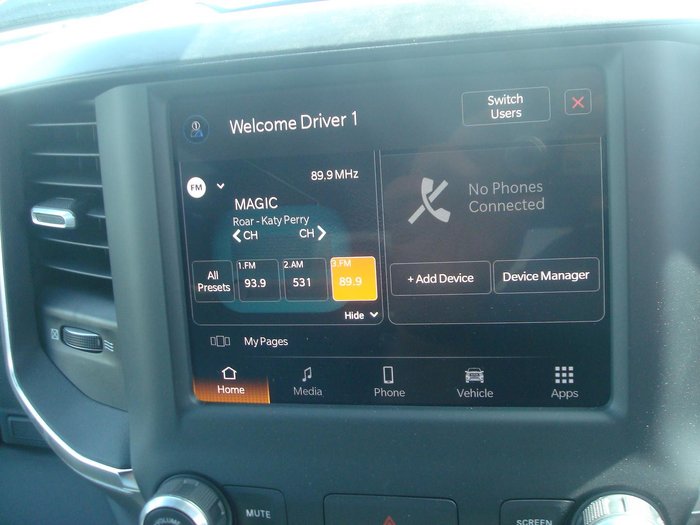 Welcome Driver 1
Switch
Users
FM
89.9 MHz
MAGIC
Roar - Katy Perry
CH CH
All
Presets
1.FM
93.9
2.AM
531
3.FM
89.9
Hide
No Phones
Connected
+ Add Device
Device Manager
My Pages
Home
Media
Phone
Vehicle
Apps
VOLUME
MUTE
SCREEN